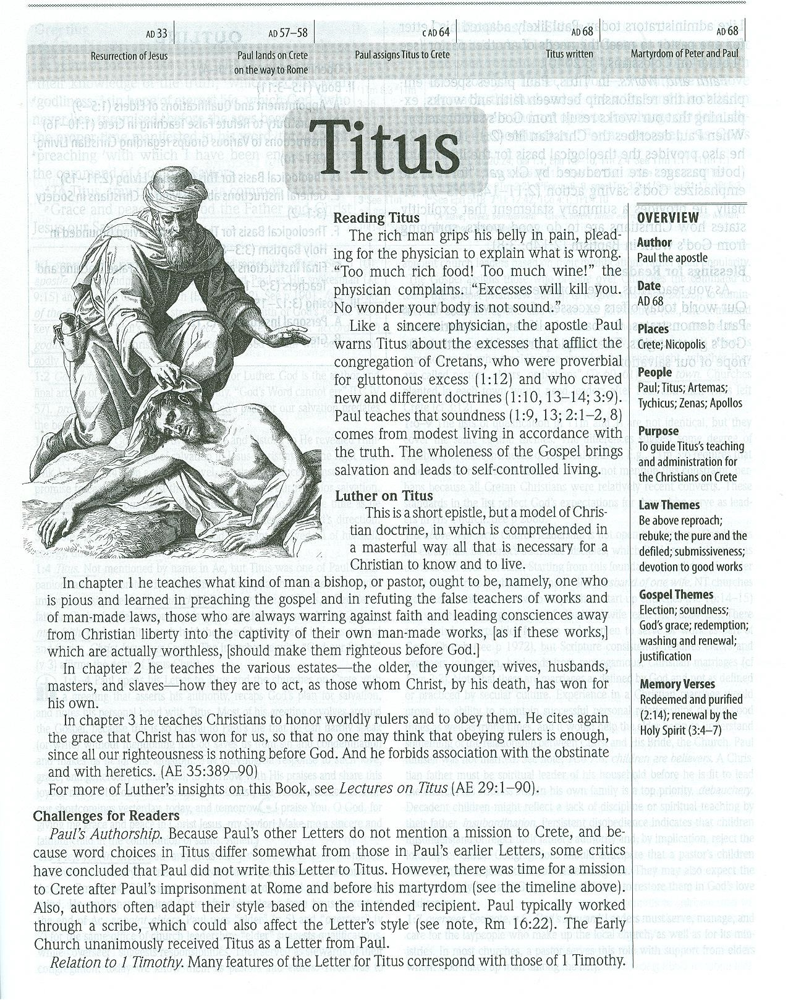 AD 33
AD 57–58
C AD 64
AD 68
AD 68
Resurrection of Jesus
Paul lands on Crete
on the way to Rome
Paul assigns Titus to Crete
Titus written
Martyrdom of Peter and Paul
Titus
Reading Titus
The rich man grips his belly in pain, plead-
ing for the physician to explain what is wrong.
“Too much rich food! Too much wine!” the
physician complains. “Excesses will kill you.
No wonder your body is not sound.”
Like a sincere physician, the apostle Paul
warns Titus about the excesses that afflict the
congregation of Cretans, who were proverbial
for gluttonous excess (1:12) and who craved
new and different doctrines (1:10, 13–14; 3:9).
Paul teaches that soundness (1:9, 13; 2:1–2, 8)
comes from modest living in accordance with
the truth. The wholeness of the Gospel brings
salvation and leads to self-controlled living.
Luther on Titus
This is a short epistle, but a model of Chris-
tian doctrine, in which is comprehended in
a masterful way all that is necessary for a
Christian to know and to live.
In chapter 1 he teaches what kind of man a bishop, or pastor, ought to be, namely, one who
is pious and learned in preaching the gospel and in refuting the false teachers of works and
of man-made laws, those who are always warring against faith and leading consciences away
from Christian liberty into the captivity of their own man-made works, [as if these works,]
which are actually worthless, [should make them righteous before God.]
In chapter 2 he teaches the various estates—the older, the younger, wives, husbands,
masters, and slaves—how they are to act, as those whom Christ, by his death, has won for
his own.
In chapter 3 he teaches Christians to honor worldly rulers and to obey them. He cites again
the grace that Christ has won for us, so that no one may think that obeying rulers is enough,
since all our righteousness is nothing before God. And he forbids association with the obstinate
and with heretics. (AE 35:389–90)
For more of Luther’s insights on this Book, see Lectures on Titus (AE 29:1–90).
Challenges for Readers
Paul’s Authorship. Because Paul’s other Letters do not mention a mission to Crete, and be-
cause word choices in Titus differ somewhat from those in Paul’s earlier Letters, some critics
have concluded that Paul did not write this Letter to Titus. However, there was time for a mission
to Crete after Paul’s imprisonment at Rome and before his martyrdom (see the timeline above).
Also, authors often adapt their style based on the intended recipient. Paul typically worked
through a scribe, which could also affect the Letter’s style (see note, Rm 16:22). The Early
Church unanimously received Titus as a Letter from Paul.
Relation to 1 Timothy. Many features of the Letter for Titus correspond with those of 1 Timothy.
OVERVIEW
Author
Paul the apostle
Date
AD 68
Places
Crete; Nicopolis
People
Paul; Titus; Artemas;
Tychicus; Zenas; Apollos
Purpose
To guide Titus’s teaching
and administration for
the Christians on Crete
Law Themes
Be above reproach;
rebuke; the pure and the
defiled; submissiveness;
devotion to good works
Gospel Themes
Election; soundness;
God’s grace; redemption;
washing and renewal;
justification
Memory Verses
Redeemed and purified
(2:14); renewal by the
Holy Spirit (3:4–7)